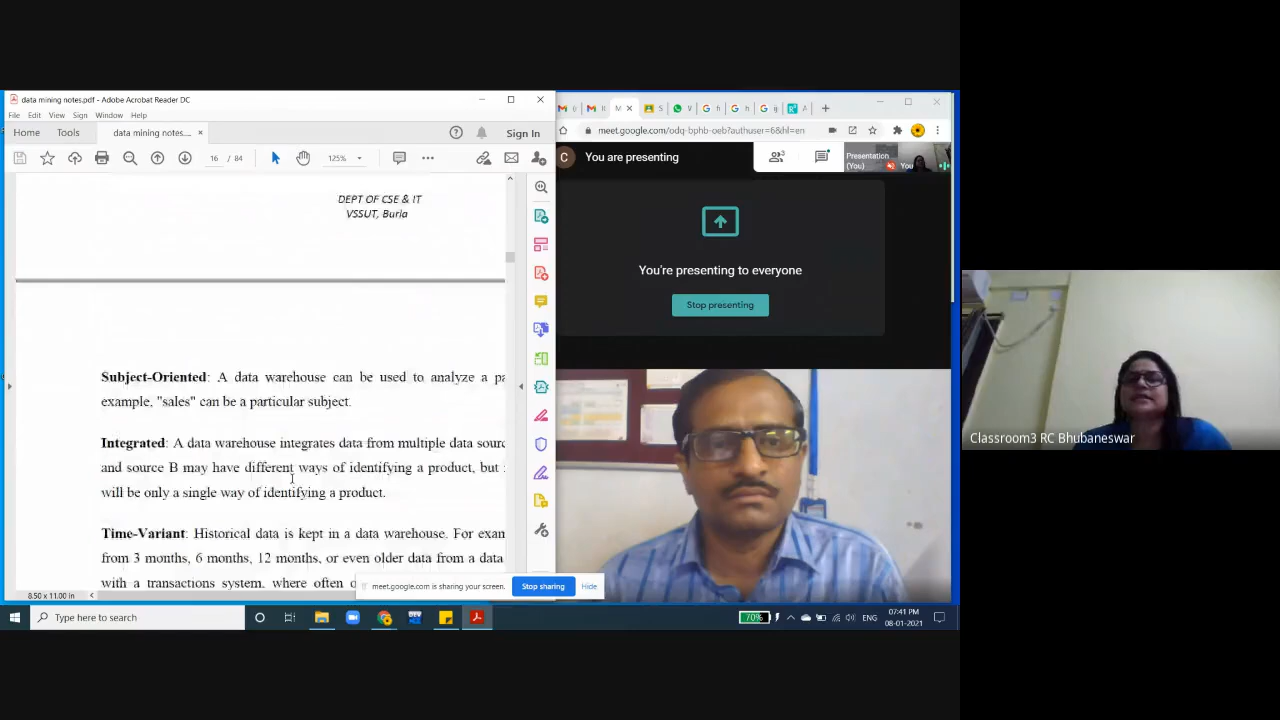 data mining notes.pdf - Adobe Acrobat Reader DC
File Edit View Sign Window Help
Home Tools data mining notes.... × Sign In
16 / 84 125%
DEPT OF CSE & IT
VSSUT, Burla
Subject-Oriented: A data warehouse can be used to analyze a pa
example, "sales" can be a particular subject.
Integrated: A data warehouse integrates data from multiple data sourc
and source B may have different ways of identifying a product, but i
will be only a single way of identifying a product.
Time-Variant: Historical data is kept in a data warehouse. For exam
from 3 months, 6 months, 12 months, or even older data from a data
with a transactions system, where often o
8.50 x 11.00 in
meet.google.com is sharing your screen. Stop sharing Hide
meet.google.com/odq-bphb-oeb?authuser=6&hl=en
C You are presenting
3
Presentation
(You)
You
You're presenting to everyone
Stop presenting
Type here to search
70%
ENG
07:41 PM
08-01-2021
Classroom3 RC Bhubaneswar